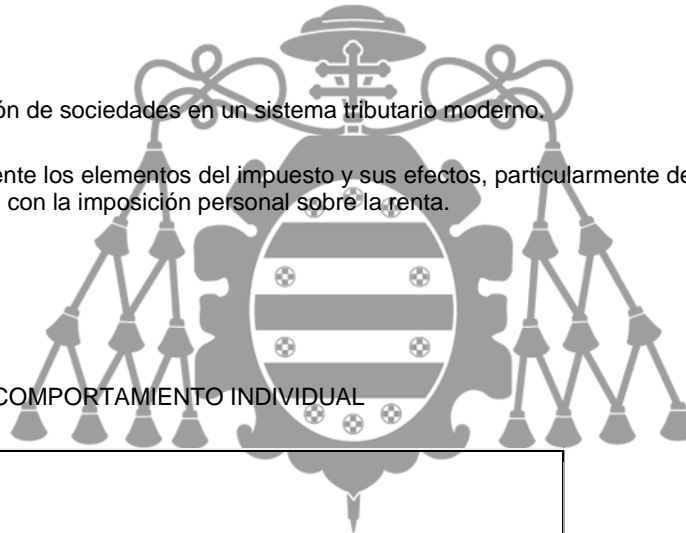 ón de sociedades en un sistema tributario moderno.
ente los elementos del impuesto y sus efectos, particularmente de
con la imposición personal sobre la renta.
COMPORTAMIENTO INDIVIDUAL